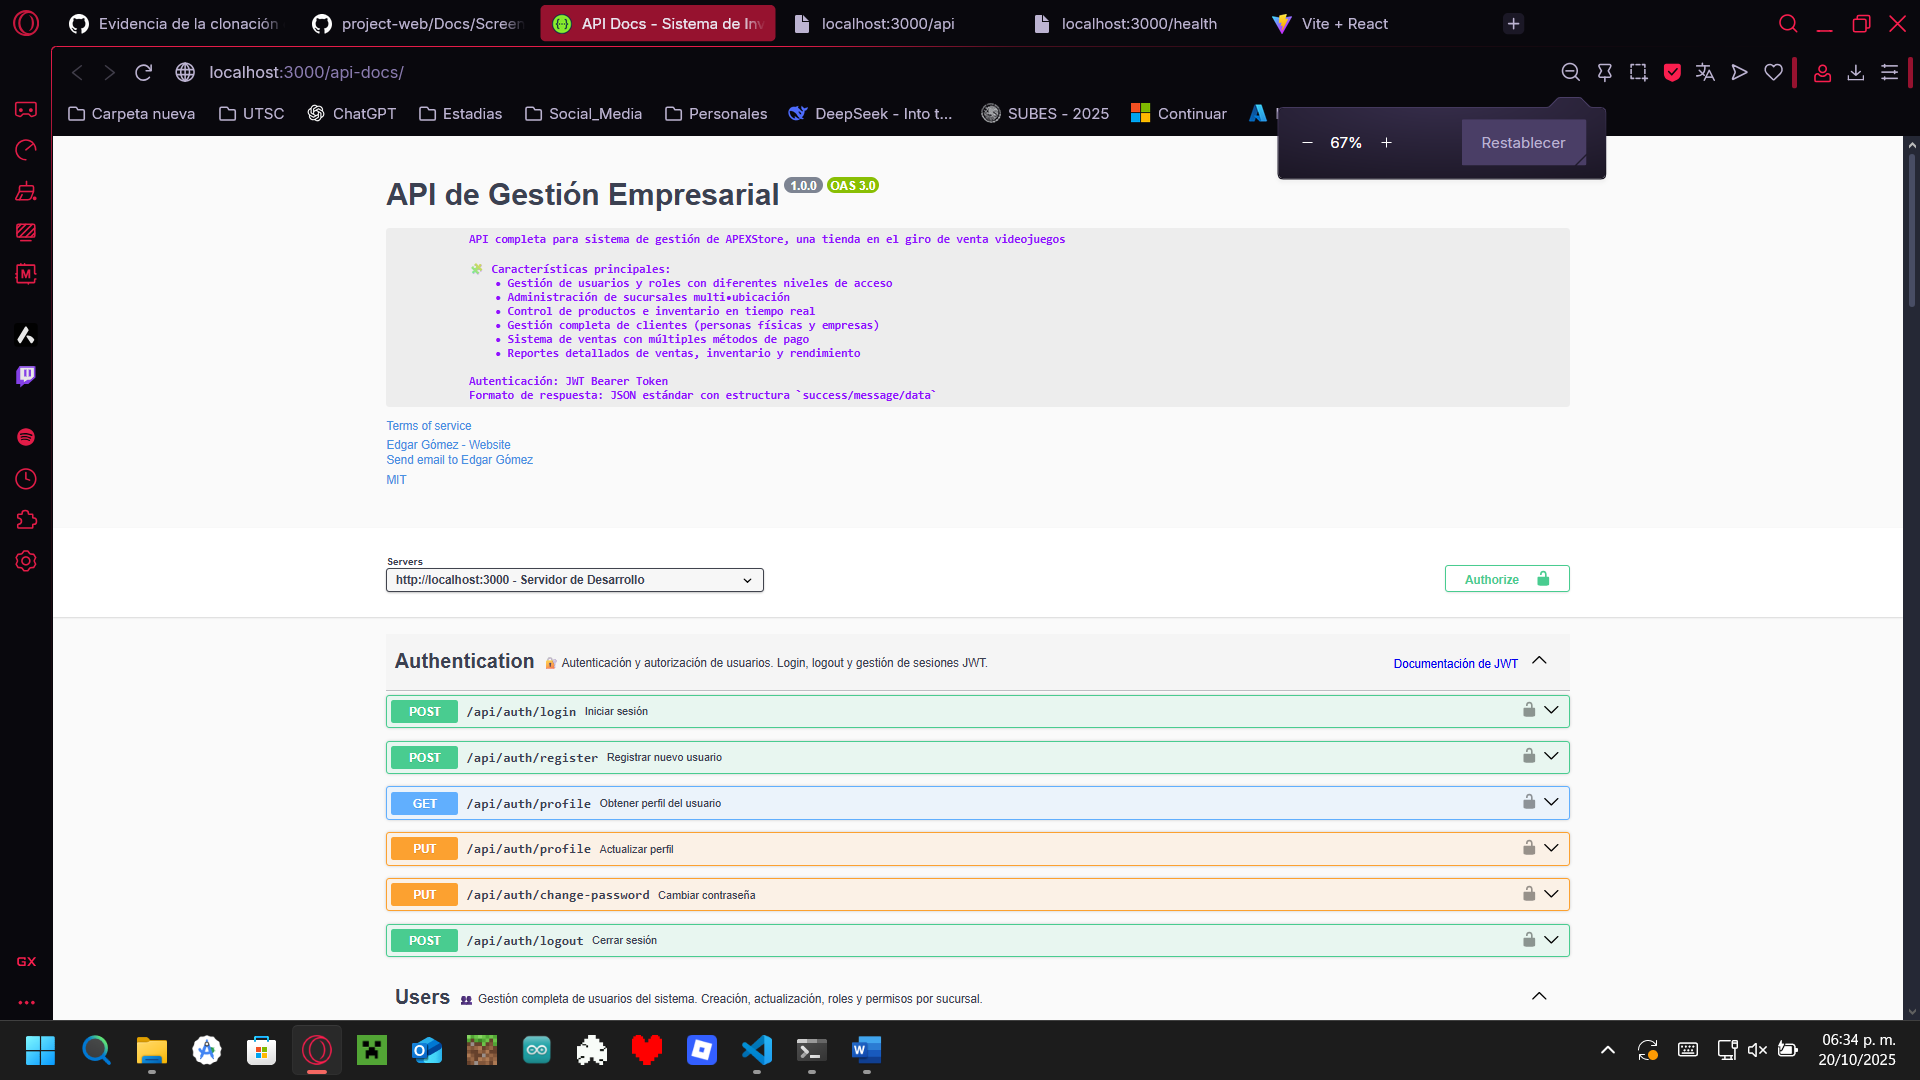 Evidencia de la clonación
project-web/Docs/Screen
API Docs - Sistema de Inv
localhost:3000/api
localhost:3000/health
Vite + React
localhost:3000/api-docs/
Carpeta nueva
UTSC
ChatGPT
Estadias
Social_Media
Personales
DeepSeek - Into t...
SUBES - 2025
Continuar
67%
Restablecer
API de Gestión Empresarial 1.0.0 OAS 3.0
API completa para sistema de gestión de APEXStore, una tienda en el giro de venta videojuegos
🧩 Características principales:
• Gestión de usuarios y roles con diferentes niveles de acceso
• Administración de sucursales multi•ubicación
• Control de productos e inventario en tiempo real
• Gestión completa de clientes (personas físicas y empresas)
• Sistema de ventas con múltiples métodos de pago
• Reportes detallados de ventas, inventario y rendimiento
Autenticación: JWT Bearer Token
Formato de respuesta: JSON estándar con estructura `success/message/data`
Terms of service
Edgar Gómez - Website
Send email to Edgar Gómez
MIT
Servers
http://localhost:3000 - Servidor de Desarrollo
Authorize
Authentication 🔐 Autenticación y autorización de usuarios. Login, logout y gestión de sesiones JWT.
Documentación de JWT
POST /api/auth/login Iniciar sesión
POST /api/auth/register Registrar nuevo usuario
GET /api/auth/profile Obtener perfil del usuario
PUT /api/auth/profile Actualizar perfil
PUT /api/auth/change-password Cambiar contraseña
POST /api/auth/logout Cerrar sesión
Users 👥 Gestión completa de usuarios del sistema. Creación, actualización, roles y permisos por sucursal.
GX
06:34 p. m.
20/10/2025